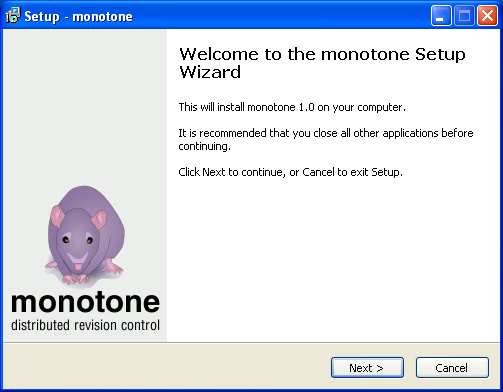 Setup - monotone
Welcome to the monotone Setup
Wizard
This will install monotone 1.0 on your computer.
It is recommended that you close all other applications before
continuing.
Click Next to continue, or Cancel to exit Setup.
monotone
distributed revision control
Next >
Cancel